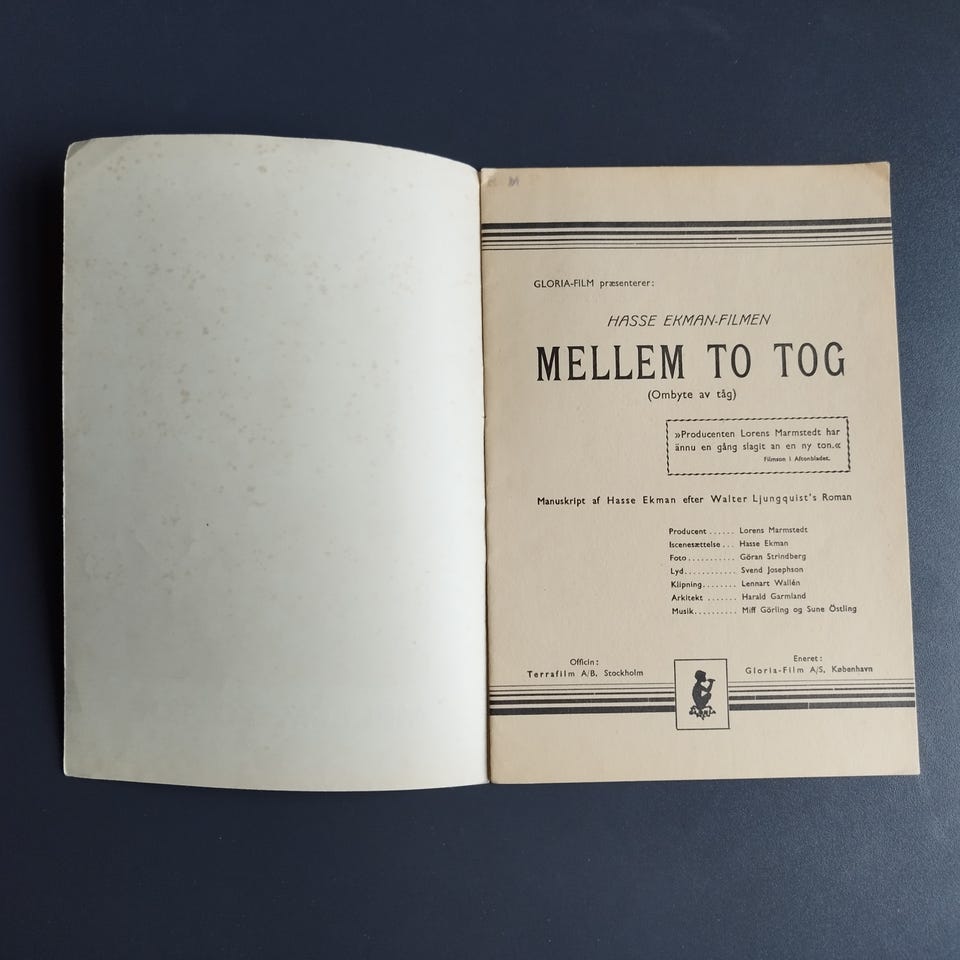 GLORIA-FILM præsenterer:
HASSE EKMAN-FILMEN
MELLEM TO TOG
(Ombyte av tåg)
»Producenten Lorens Marmstedt har
ännu en gång slagit an en ny ton.«
Filmson i Aftonbladet.
Manuskript af Hasse Ekman efter Walter Ljungquist's Roman
Producent ...... Lorens Marmstedt
Iscenesættelse ... Hasse Ekman
Foto ........... Göran Strindberg
Lyd ............ Svend Josephson
Klipning ........ Lennart Wallén
Arkitekt ....... Harald Garmland
Musik .......... Miff Görling og Sune Östling
Officin:
Terrafilm A/B, Stockholm
Eneret:
Gloria-Film A/S, København